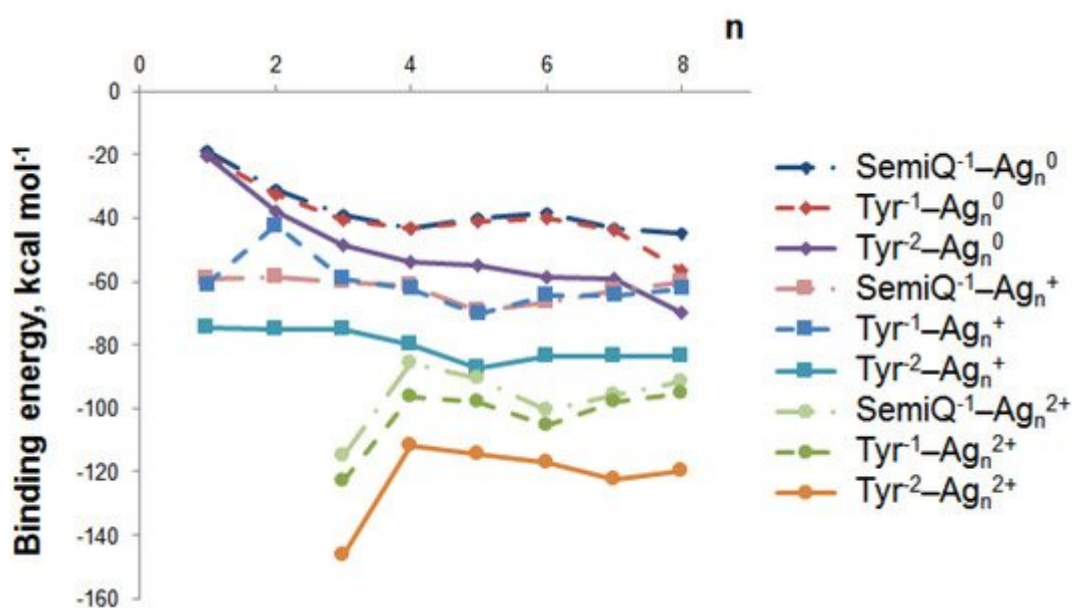 n
0 2 4 6 8
0
-20
-40
-60
-80
-100
-120
-140
-160
Binding energy, kcal mol⁻¹
SemiQ⁻¹–Agₙ⁰
Tyr⁻¹–Agₙ⁰
Tyr⁻²–Agₙ⁰
SemiQ⁻¹–Agₙ⁺
Tyr⁻¹–Agₙ⁺
Tyr⁻²–Agₙ⁺
SemiQ⁻¹–Agₙ²⁺
Tyr⁻¹–Agₙ²⁺
Tyr⁻²–Agₙ²⁺